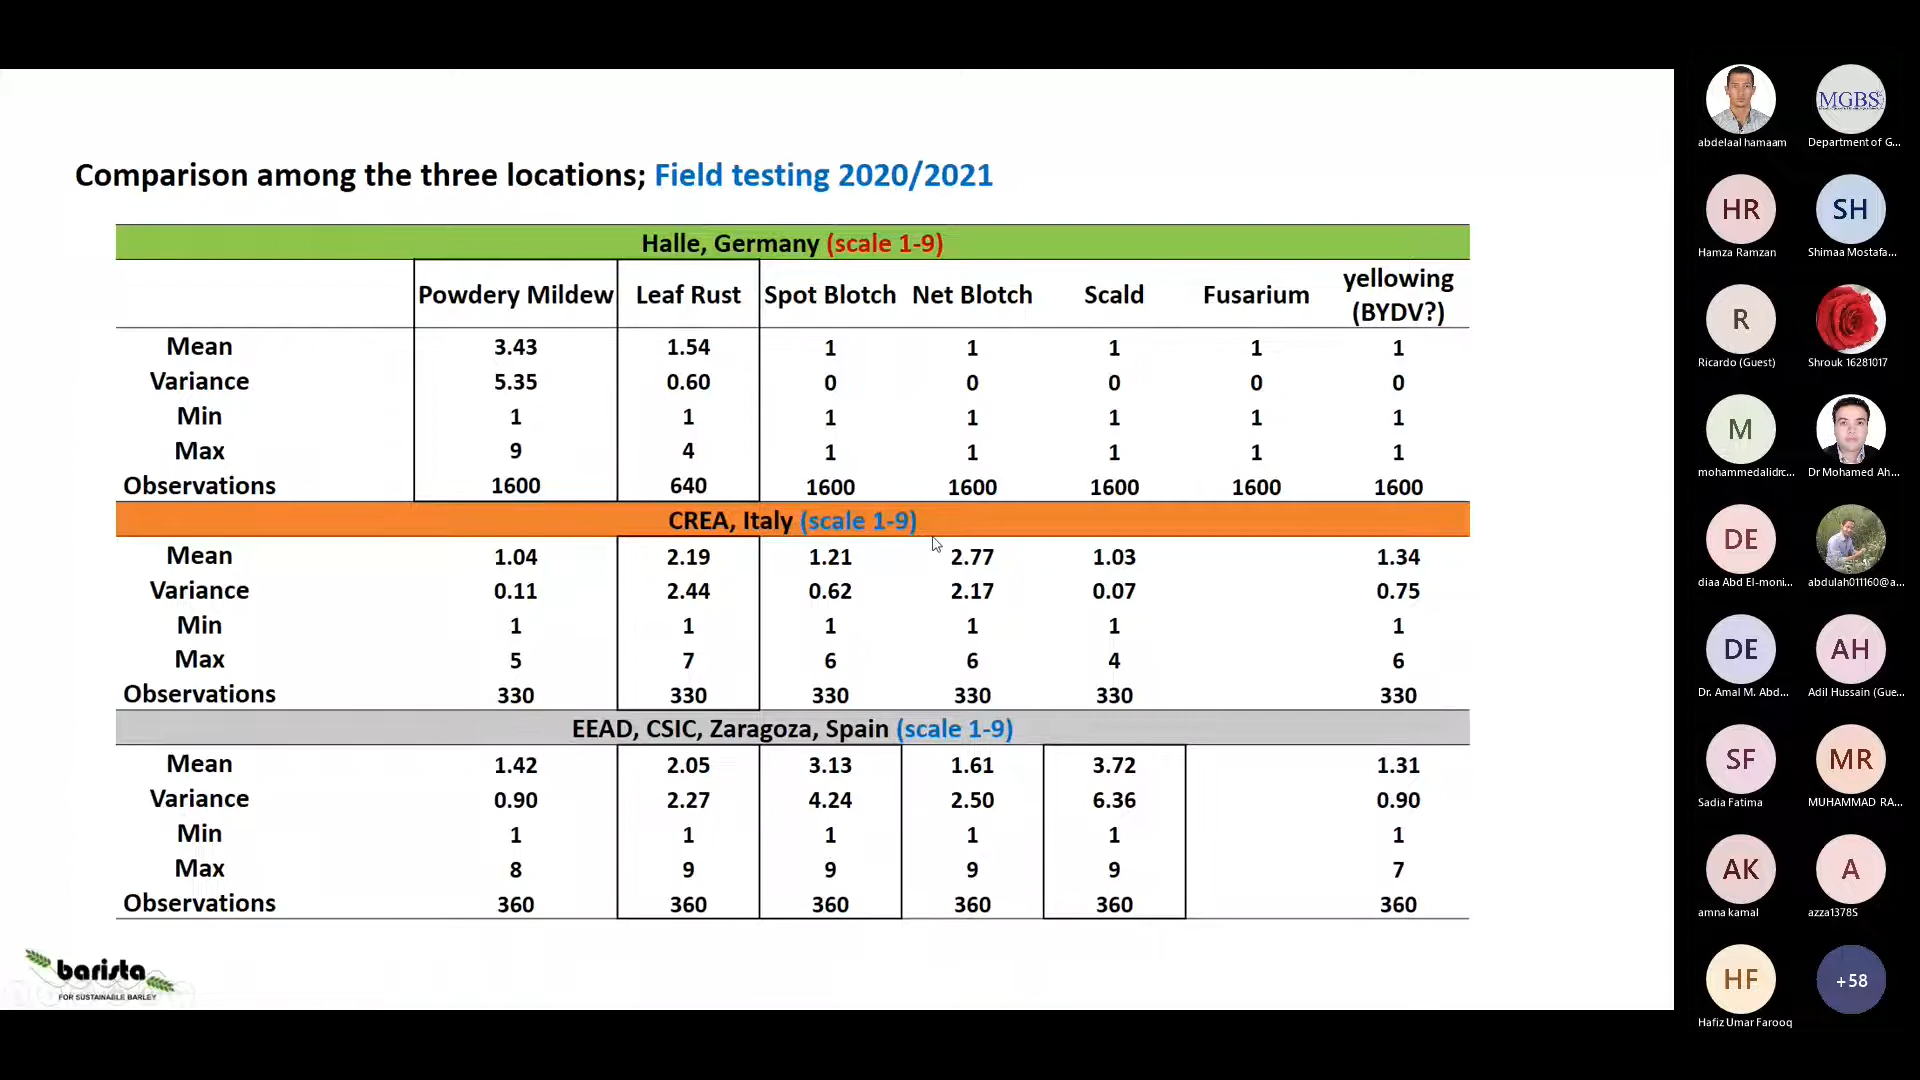 Comparison among the three locations; Field testing 2020/2021
Halle, Germany (scale 1-9)
Powdery Mildew Leaf Rust Spot Blotch Net Blotch Scald Fusarium yellowing (BYDV?)
Mean 3.43 1.54 1 1 1 1 1
Variance 5.35 0.60 0 0 0 0 0
Min 1 1 1 1 1 1 1
Max 9 4 1 1 1 1 1
Observations 1600 640 1600 1600 1600 1600 1600
CREA, Italy (scale 1-9)
Mean 1.04 2.19 1.21 2.77 1.03 1.34
Variance 0.11 2.44 0.62 2.17 0.07 0.75
Min 1 1 1 1 1 1
Max 5 7 6 6 4 6
Observations 330 330 330 330 330 330
EEAD, CSIC, Zaragoza, Spain (scale 1-9)
Mean 1.42 2.05 3.13 1.61 3.72 1.31
Variance 0.90 2.27 4.24 2.50 6.36 0.90
Min 1 1 1 1 1 1
Max 8 9 9 9 9 7
Observations 360 360 360 360 360 360
barista
FOR SUSTAINABLE BARLEY
MGBS
abdelaal hamaam Department of G...
HR SH
Hamza Ramzan Shimaa Mostafa...
R
Ricardo (Guest) Shrouk 16281017
M
mohammedalidrc... Dr Mohamed Ah...
DE
diaa Abd El-moni... abdulah011160@a...
DE AH
Dr. Amal M. Abd... Adil Hussain (Gue...
SF MR
Sadia Fatima MUHAMMAD RA...
AK A
amna kamal azza1378S
HF +58
Hafiz Umar Farooq